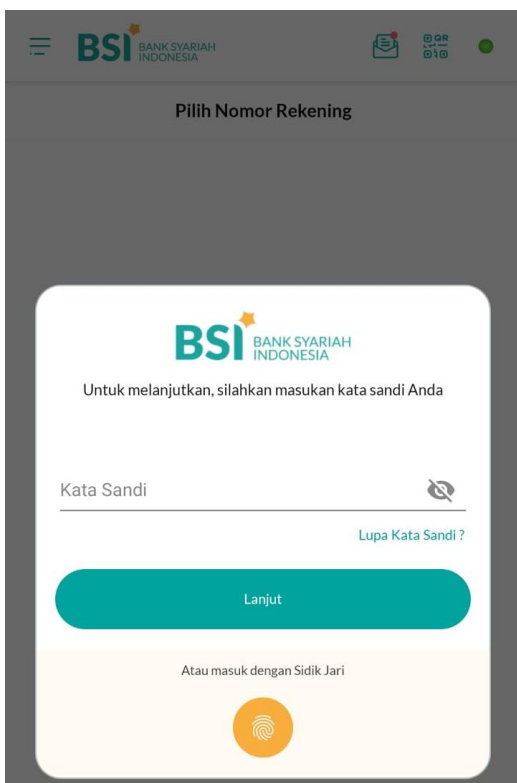 BSI BANK SYARIAH
INDONESIA
QR
Pilih Nomor Rekening
BSI BANK SYARIAH
INDONESIA
Untuk melanjutkan, silahkan masukan kata sandi Anda
Kata Sandi
Lupa Kata Sandi ?
Lanjut
Atau masuk dengan Sidik Jari